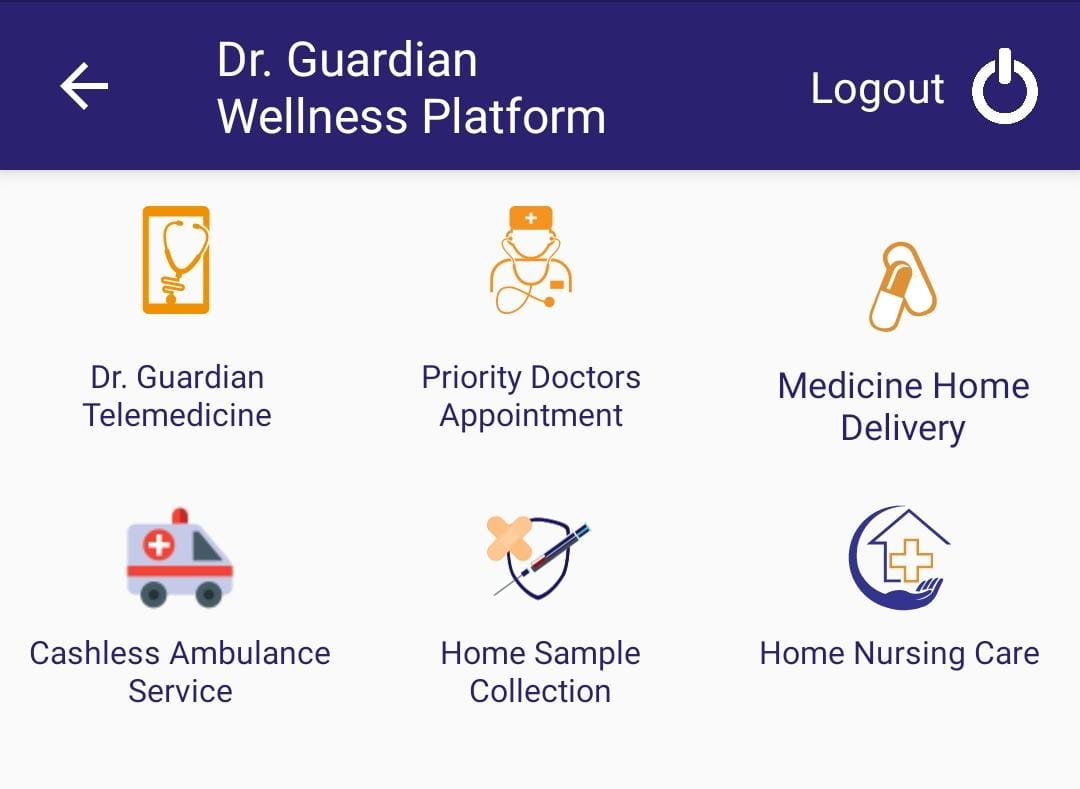 Dr. Guardian
Wellness Platform
Logout
Dr. Guardian
Telemedicine
Priority Doctors
Appointment
Medicine Home
Delivery
Cashless Ambulance
Service
Home Sample
Collection
Home Nursing Care